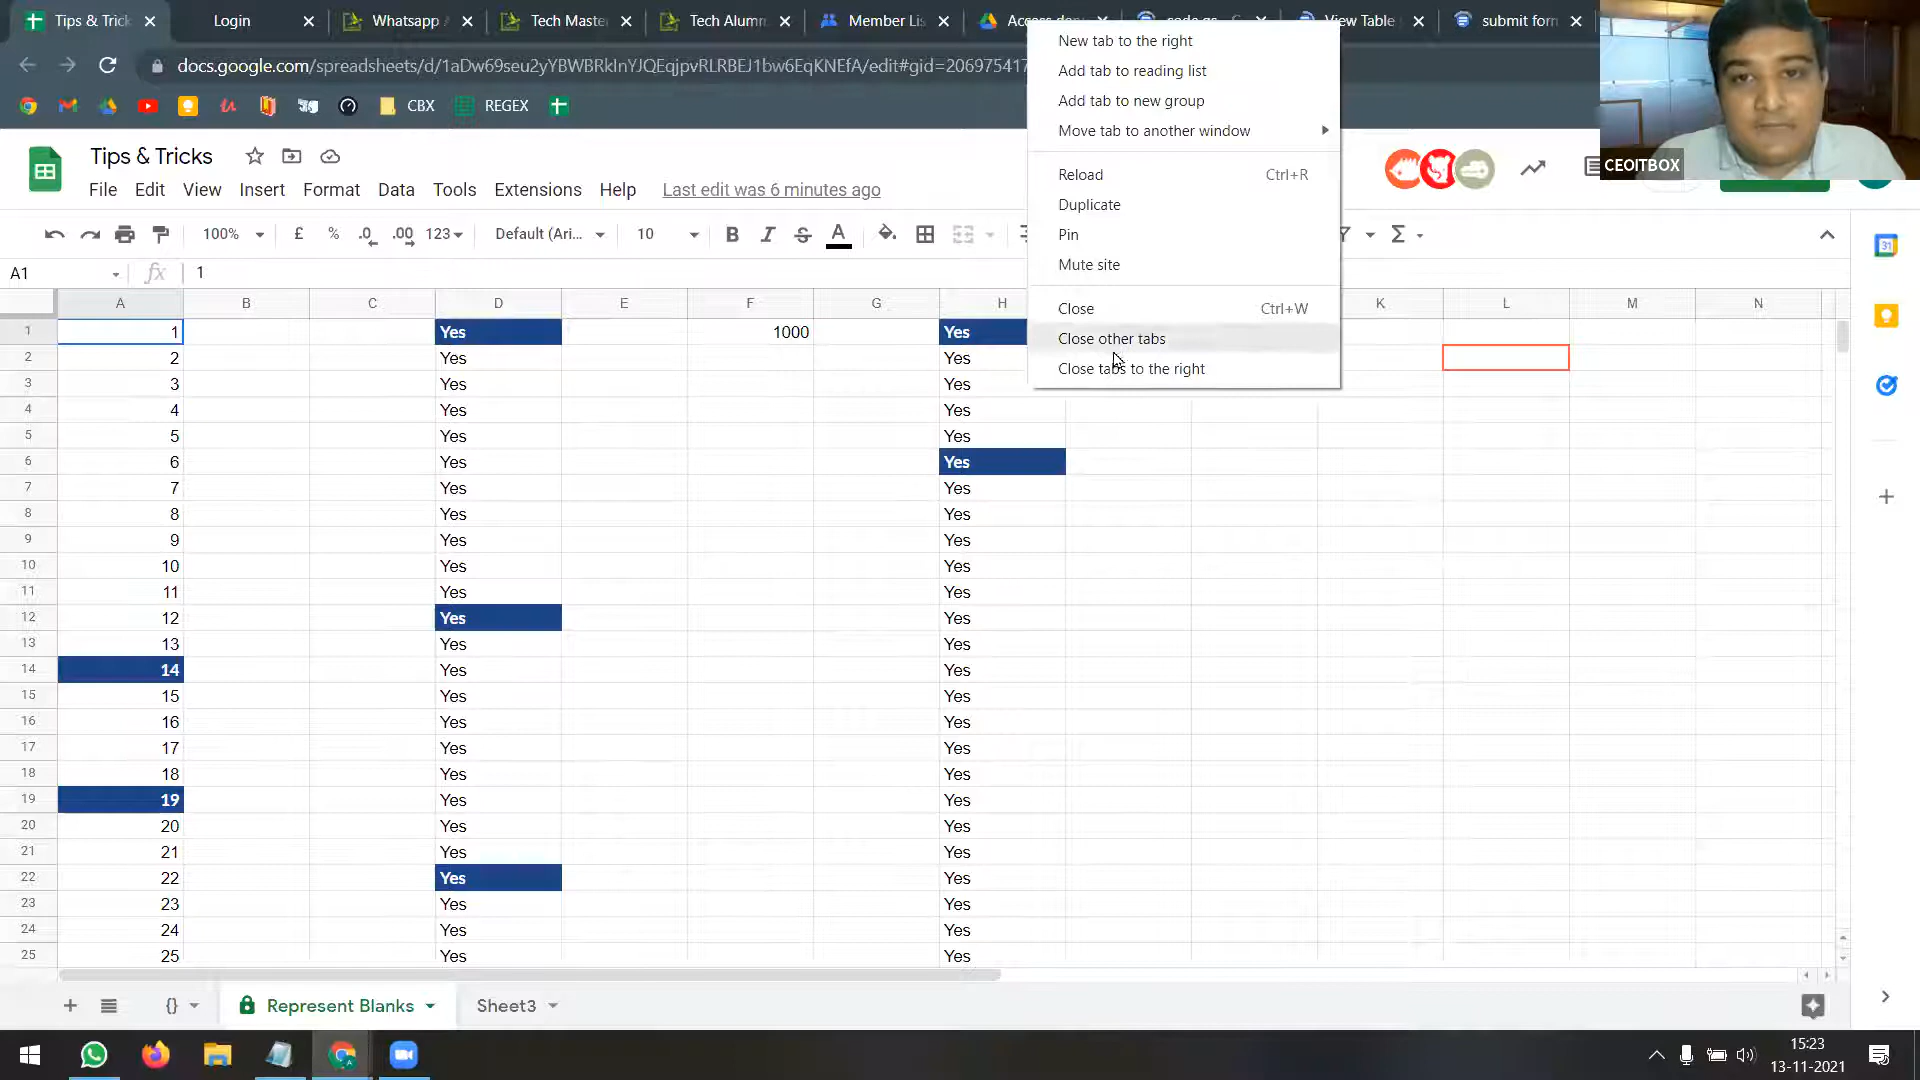 Tips & Trick
Login
Whatsapp
Tech Maste
Tech Alumn
Member Lis
View Table
submit form
docs.google.com/spreadsheets/d/1aDw69seu2yYBWBRkInYJQEqjpvRLRBEJ1bw6EqKNEfA/edit#gid=206975417
CBX
REGEX
Tips & Tricks
File Edit View Insert Format Data Tools Extensions Help Last edit was 6 minutes ago
CEOITBOX
100% £ % .0 .00 123 Default (Ari... 10 B I S A Σ
A1 fx 1
New tab to the right
Add tab to reading list
Add tab to new group
Move tab to another window
Reload Ctrl+R
Duplicate
Pin
Mute site
Close Ctrl+W
Close other tabs
Close tabs to the right
A B C D E F G H K L M N
1 1 Yes 1000 Yes
2 2 Yes Yes
3 3 Yes Yes
4 4 Yes Yes
5 5 Yes Yes
6 6 Yes Yes
7 7 Yes Yes
8 8 Yes Yes
9 9 Yes Yes
10 10 Yes Yes
11 11 Yes Yes
12 12 Yes Yes
13 13 Yes Yes
14 14 Yes Yes
15 15 Yes Yes
16 16 Yes Yes
17 17 Yes Yes
18 18 Yes Yes
19 19 Yes Yes
20 20 Yes Yes
21 21 Yes Yes
22 22 Yes Yes
23 23 Yes Yes
24 24 Yes Yes
25 25 Yes Yes
{} Represent Blanks Sheet3
31
15:23
13-11-2021